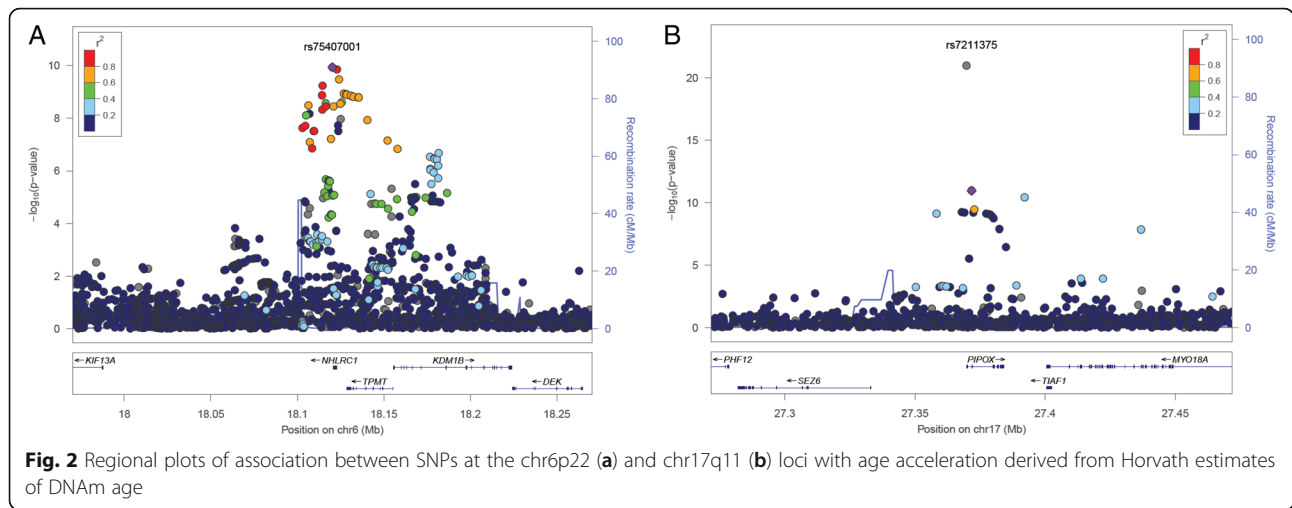 A
rs75407001
r²
0.8
0.6
0.4
0.2
−log10(p−value)
0
2
4
6
8
10
Recombination rate (cM/Mb)
0
20
40
60
80
100
←KIF13A
←NHLRC1
KDM1B→
←TPMT
←DEK
18
18.05
18.1
18.15
18.2
18.25
Position on chr6 (Mb)
B
rs7211375
r²
0.8
0.6
0.4
0.2
−log10(p−value)
0
5
10
15
20
Recombination rate (cM/Mb)
0
20
40
60
80
100
←PHF12
PIPOX→
←MYO18A
←SEZ6
←TIAF1
27.3
27.35
27.4
27.45
Position on chr17 (Mb)
Fig. 2 Regional plots of association between SNPs at the chr6p22 (a) and chr17q11 (b) loci with age acceleration derived from Horvath estimates
of DNAm age